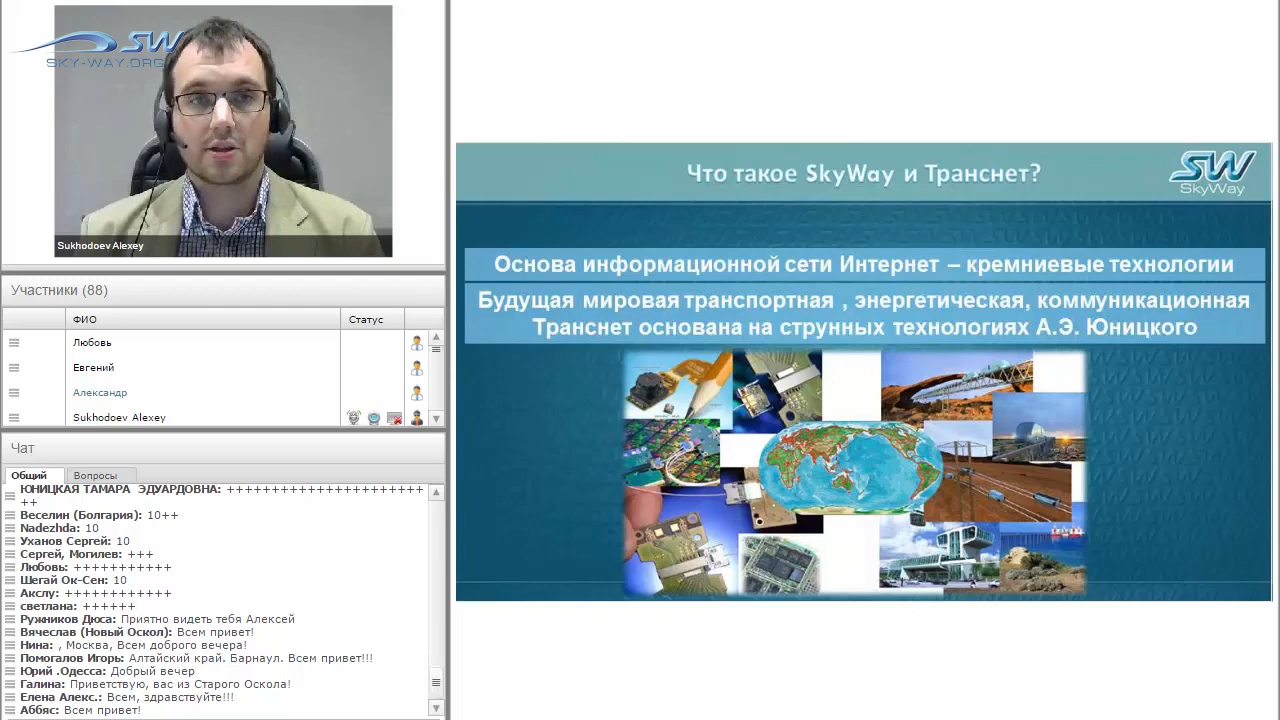 SW
SKY-WAY.ORG
Sukhodoev Alexey
Участники (88)
ФИО
Статус
Любовь
Евгений
Александр
Sukhodoev Alexey
Чат
Общий
Вопросы
ЮНИЦКАЯ ТАМАРА ЭДУАРДОВНА: ++++++++++++++++++++++
++
Веселин (Болгария): 10++
Nadezhda: 10
Уханов Сергей: 10
Сергей, Могилев: +++
Любовь: +++++++++++
Шегай Ок-Сен: 10
Акслу: ++++++++++++
светлана: ++++++
Ружников Дюса: Приятно видеть тебя Алексей
Вячеслав (Новый Оскол): Всем привет!
Нина: , Москва, Всем доброго вечера!
Помогалов Игорь: Алтайский край. Барнаул. Всем привет!!!
Юрий .Одесса: Добрый вечер
Галина: Приветствую, вас из Старого Оскола!
Елена Алекс.: Всем, здравствуйте!!!
Аббяс: Всем привет!
Что такое SkyWay и Транснет?
SW
SkyWay
Основа информационной сети Интернет – кремниевые технологии
Будущая мировая транспортная , энергетическая, коммуникационная
Транснет основана на струнных технологиях А.Э. Юницкого